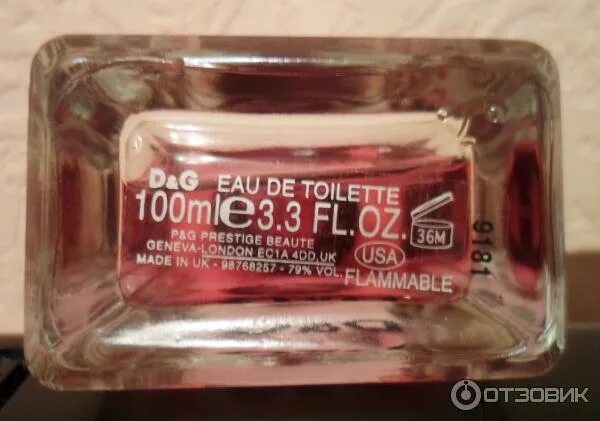 D&G EAU DE TOILETTE
100ml e 3.3 FL.OZ.
36M
P&G PRESTIGE BEAUTE
GENEVA-LONDON EC1A 4DD,UK
USA
MADE IN UK - 98768257 - 79% VOL.
FLAMMABLE
9181
ОТЗОВИК